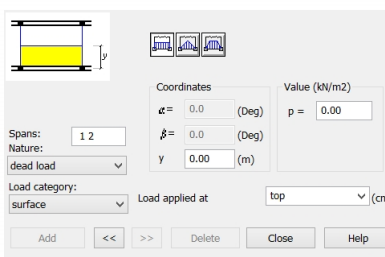 y
Coordinates
Value (kN/m2)
α = 0.0 (Deg)
p = 0.00
β = 0.0 (Deg)
y 0.00 (m)
Spans: 1 2
Nature:
dead load
Load category:
surface
Load applied at top (cm
Add << >> Delete Close Help